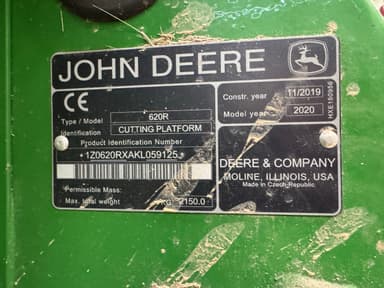 JOHN DEERE
CE
Type / Model 620R
Identification CUTTING PLATFORM
Product Identification Number
*1Z0620RXAKL059125*
Permissible Mass:
Max. total weight KG 2150.0
Constr. year 11/2019
Model year 2020
HXE150956
DEERE & COMPANY
MOLINE, ILLINOIS, USA
Made in Czech Republic